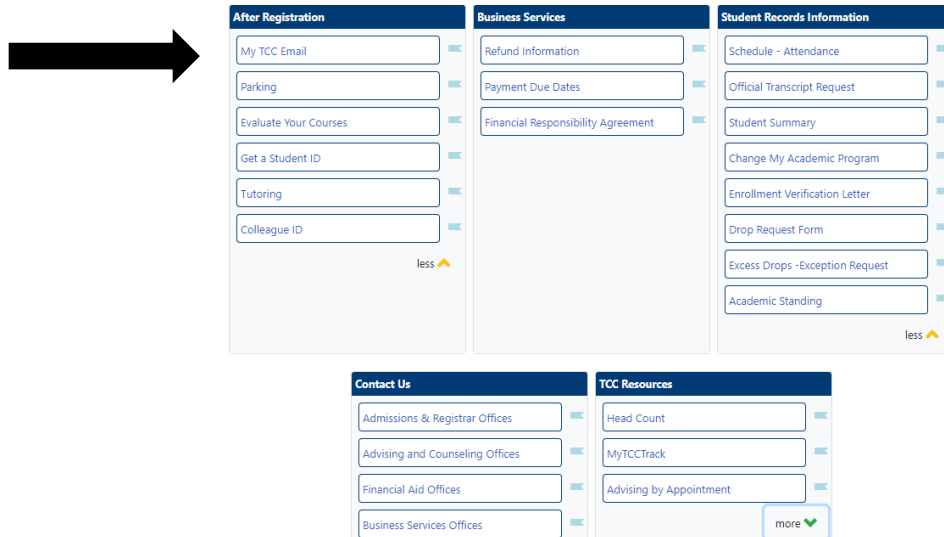 After Registration
My TCC Email
Parking
Evaluate Your Courses
Get a Student ID
Tutoring
Colleague ID
less
Business Services
Refund Information
Payment Due Dates
Financial Responsibility Agreement
Student Records Information
Schedule - Attendance
Official Transcript Request
Student Summary
Change My Academic Program
Enrollment Verification Letter
Drop Request Form
Excess Drops -Exception Request
Academic Standing
less
Contact Us
Admissions & Registrar Offices
Advising and Counseling Offices
Financial Aid Offices
Business Services Offices
TCC Resources
Head Count
MyTCCTrack
Advising by Appointment
more